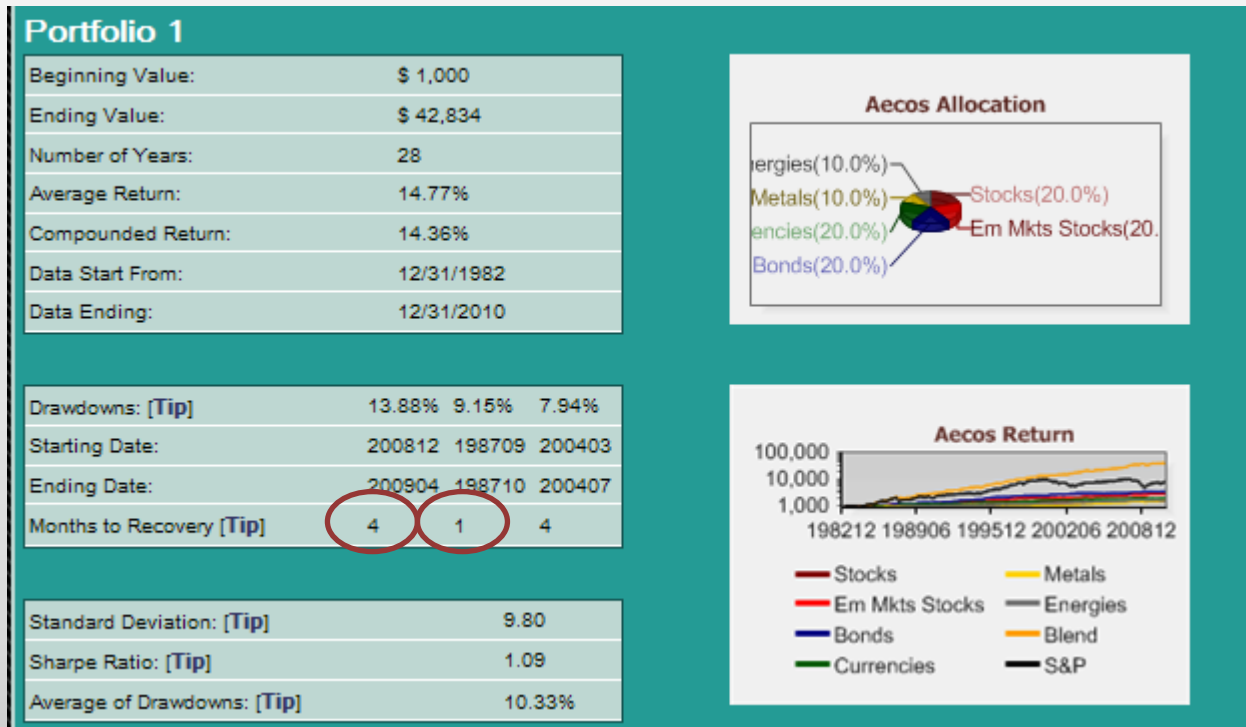 Portfolio 1
Beginning Value: $ 1,000
Ending Value: $ 42,834
Number of Years: 28
Average Return: 14.77%
Compounded Return: 14.36%
Data Start From: 12/31/1982
Data Ending: 12/31/2010
Aecos Allocation
ergies(10.0%)
Metals(10.0%)
encies(20.0%)
Bonds(20.0%)
Stocks(20.0%)
Em Mkts Stocks(20.
Drawdowns: [Tip] 13.88% 9.15% 7.94%
Starting Date: 200812 198709 200403
Ending Date: 200904 198710 200407
Months to Recovery [Tip] 4 1 4
Aecos Return
100,000
10,000
1,000
198212 198906 199512 200206 200812
Stocks Metals
Em Mkts Stocks Energies
Bonds Blend
Currencies S&P
Standard Deviation: [Tip] 9.80
Sharpe Ratio: [Tip] 1.09
Average of Drawdowns: [Tip] 10.33%